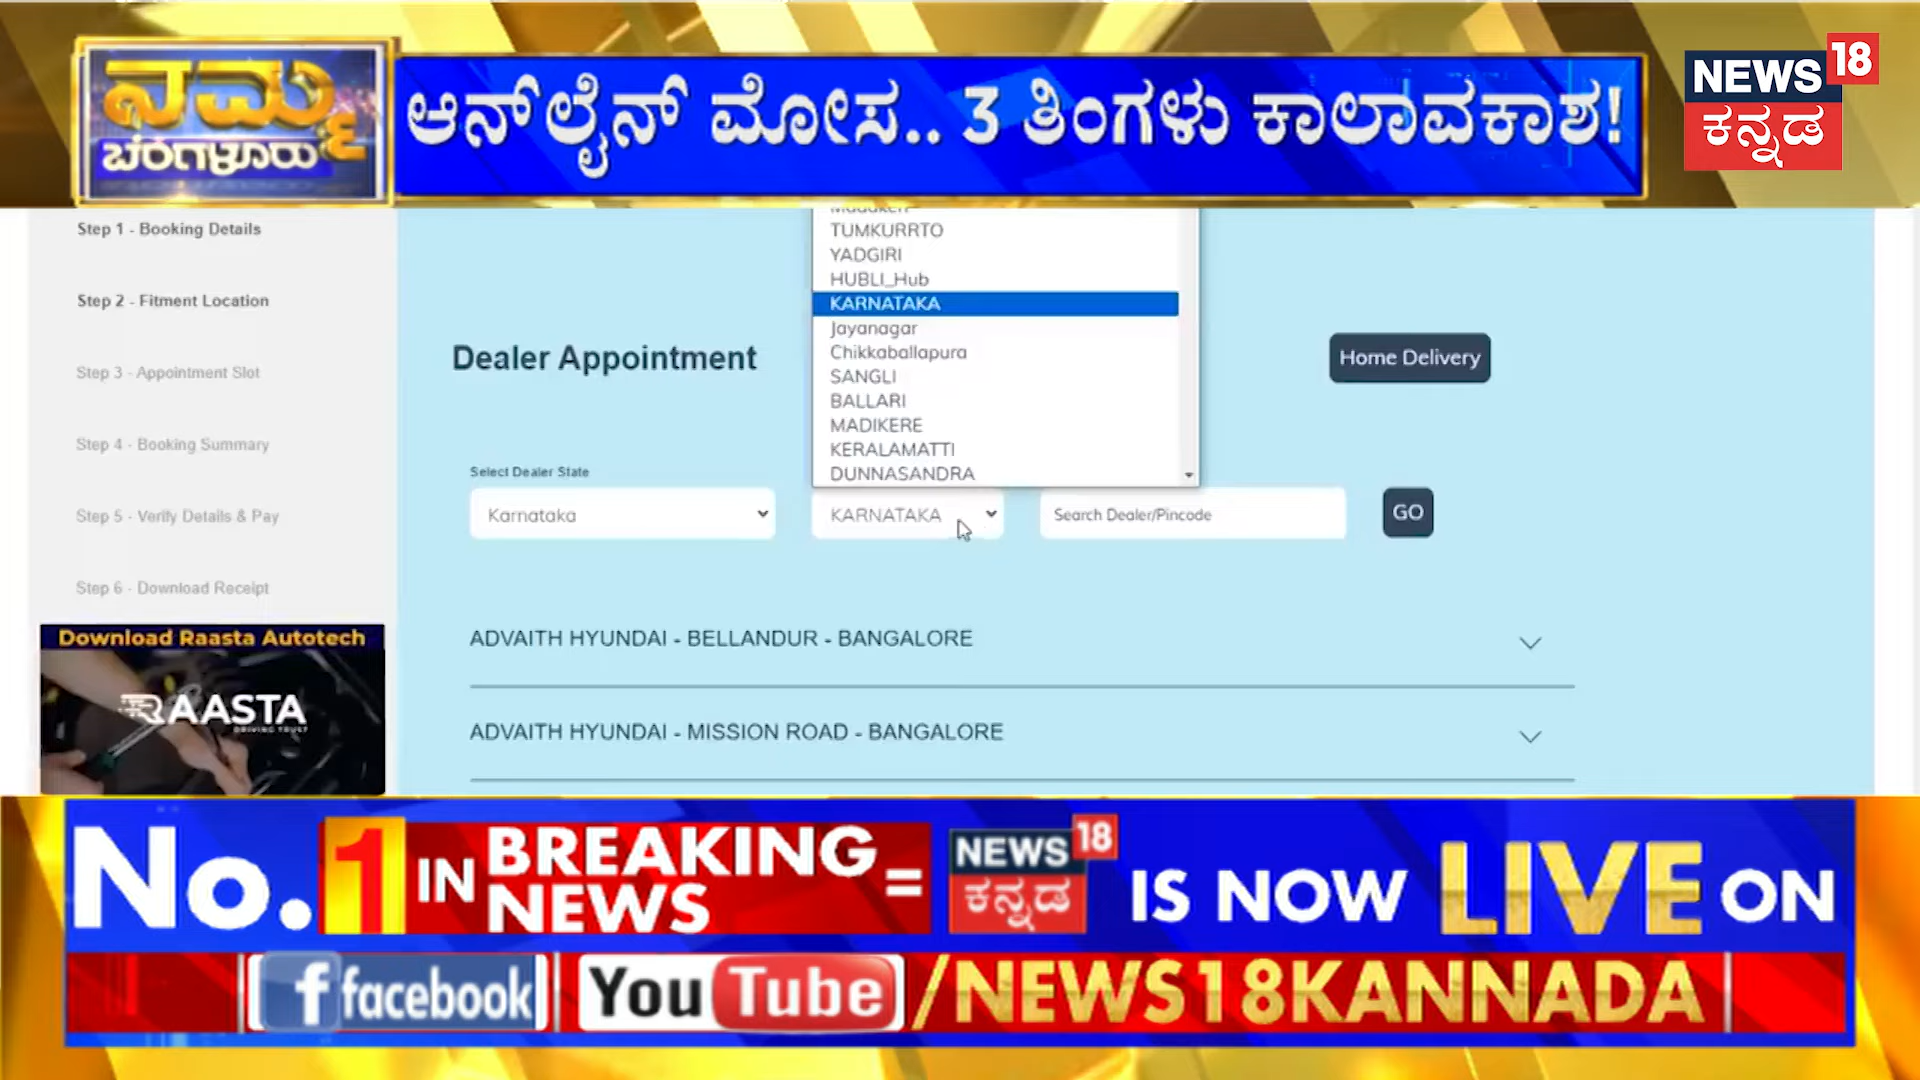 ನಮ್ಮ
ಬೆಂಗಳೂರು
ಆನ್‌ಲೈನ್ ಮೋಸ.. 3 ತಿಂಗಳು ಕಾಲಾವಕಾಶ!
NEWS 18
ಕನ್ನಡ
Step 1 - Booking Details
Step 2 - Fitment Location
Step 3 - Appointment Slot
Step 4 - Booking Summary
Step 5 - Verify Details & Pay
Step 6 - Download Receipt
Download Raasta Autotech
RAASTA
DRIVING TRUST
TUMKURRTO
YADGIRI
HUBLI_Hub
KARNATAKA
Jayanagar
Chikkaballapura
SANGLI
BALLARI
MADIKERE
KERALAMATTI
DUNNASANDRA
Dealer Appointment
Home Delivery
Select Dealer State
Karnataka
KARNATAKA
Search Dealer/Pincode
GO
ADVAITH HYUNDAI - BELLANDUR - BANGALORE
ADVAITH HYUNDAI - MISSION ROAD - BANGALORE
No. 1 IN BREAKING NEWS = NEWS 18 ಕನ್ನಡ IS NOW LIVE ON
facebook YouTube /NEWS18KANNADA